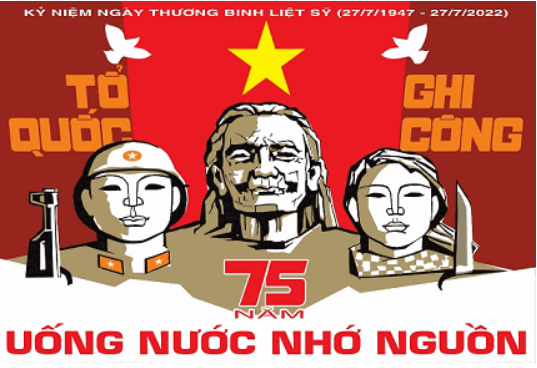 KỶ NIỆM NGÀY THƯƠNG BINH LIỆT SỸ (27/7/1947 - 27/7/2022)
TỔ QUỐC
GHI CÔNG
75
NĂM
UỐNG NƯỚC NHỚ NGUỒN